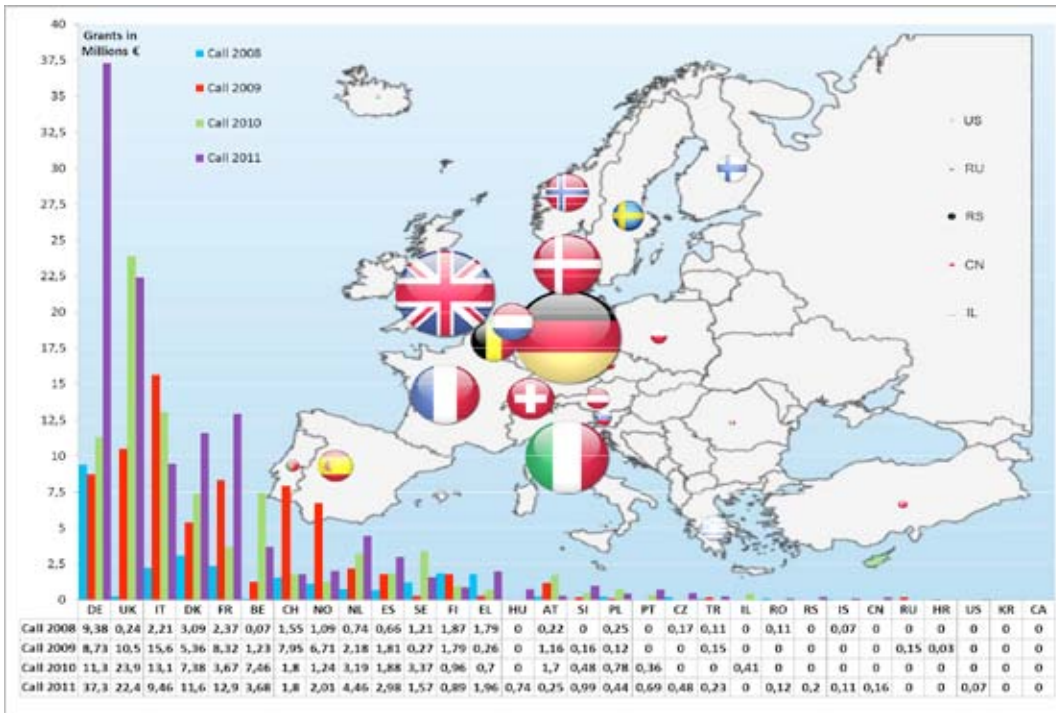 40
Grants in
Millions €
37,5
Call 2008
35
Call 2009
32,5
Call 2010
30
Call 2011
27,5
25
22,5
20
17,5
15
12,5
10
7,5
5
2,5
0
US
RU
RS
CN
IL
DE UK IT DK FR BE CH NO NL ES SE FI EL HU AT SI PL PT CZ TR IL RO RS IS CN RU HR US KR CA
Call 2008 9,38 0,24 2,21 3,09 2,37 0,07 1,55 1,09 0,74 0,66 1,21 1,87 1,79 0 0,22 0 0,25 0 0,17 0,11 0 0,11 0 0,07 0 0 0 0 0 0
Call 2009 8,73 10,5 15,6 5,36 8,32 1,23 7,95 6,71 2,18 1,81 0,27 1,79 0,26 0 1,16 0,16 0,12 0 0 0,15 0 0 0 0 0 0,15 0,03 0 0 0
Call 2010 11,3 23,9 13,1 7,38 3,67 7,46 1,8 1,24 3,19 1,88 3,37 0,96 0,7 0 1,7 0,48 0,78 0,36 0 0 0,41 0 0 0 0 0 0 0 0 0
Call 2011 37,3 22,4 9,46 11,6 12,9 3,68 1,8 2,01 4,46 2,98 1,57 0,89 1,96 0,74 0,25 0,99 0,44 0,69 0,48 0,23 0 0,12 0,2 0,11 0,16 0 0 0,07 0 0